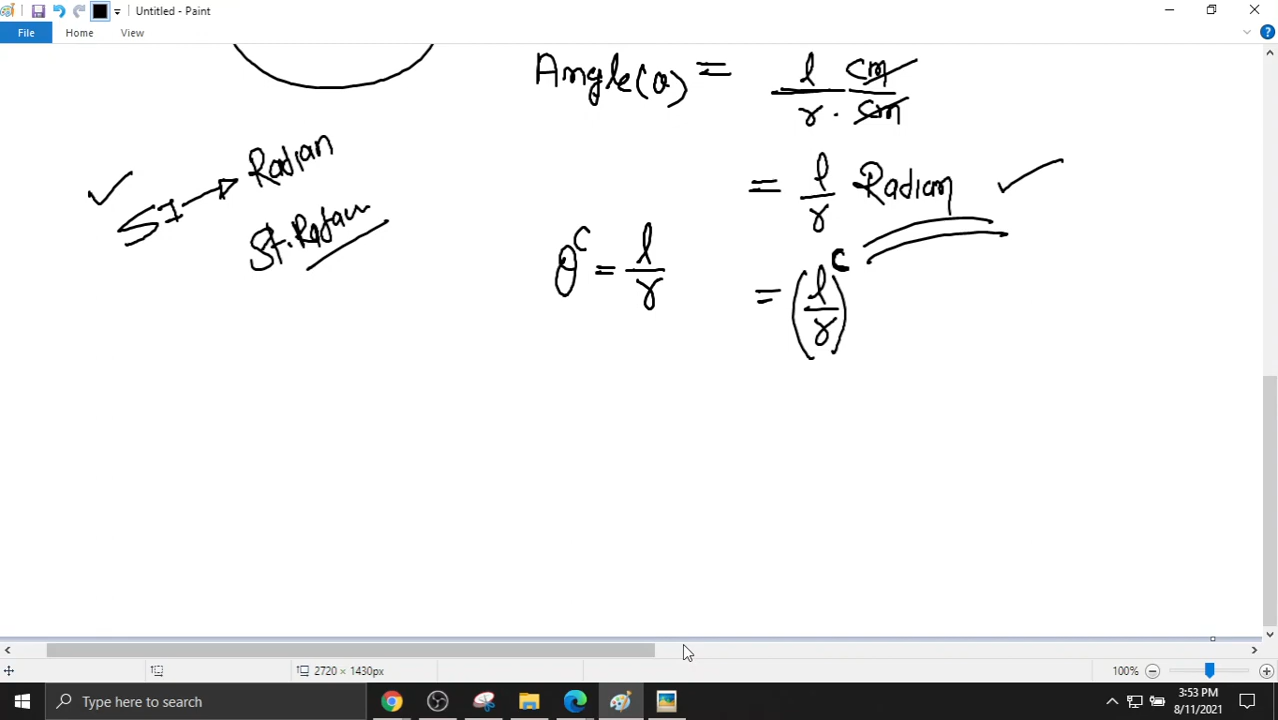 Untitled - Paint
File Home View
Angle(θ) = l cm / r. cm
= l/r Radian
SI → Radian
St. Radian
θ^c = l/r = (l/r)^c
2720 × 1430px
100%
Type here to search
3:53 PM
8/11/2021